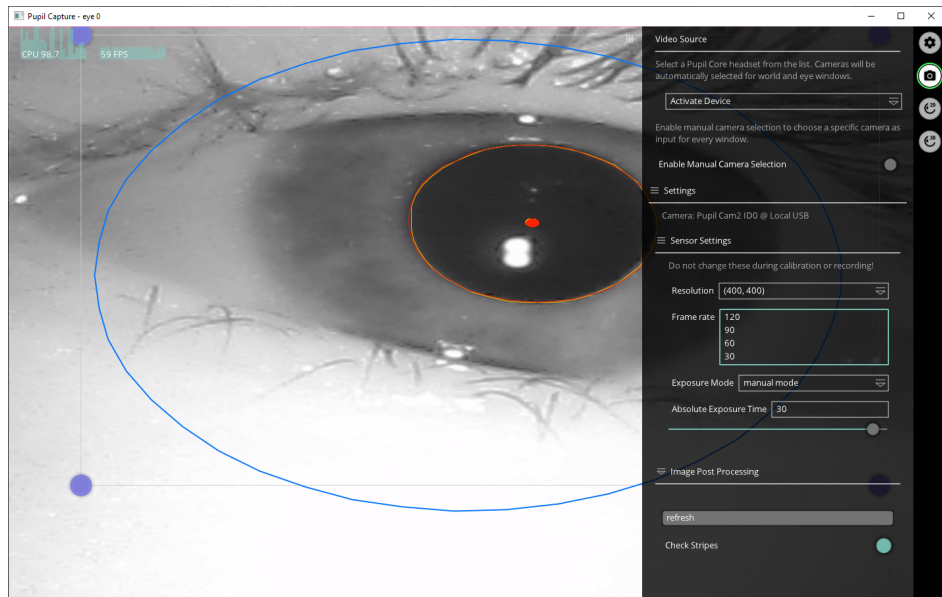 Pupil Capture - eye 0
CPU 98.7
59 FPS
Video Source
Select a Pupil Core headset from the list. Cameras will be
automatically selected for world and eye windows.
Activate Device
Enable manual camera selection to choose a specific camera as
input for every window.
Enable Manual Camera Selection
Settings
Camera: Pupil Cam2 ID0 @ Local USB
Sensor Settings
Do not change these during calibration or recording!
Resolution (400, 400)
Frame rate 120
90
60
30
Exposure Mode manual mode
Absolute Exposure Time 30
Image Post Processing
refresh
Check Stripes
2D
3D